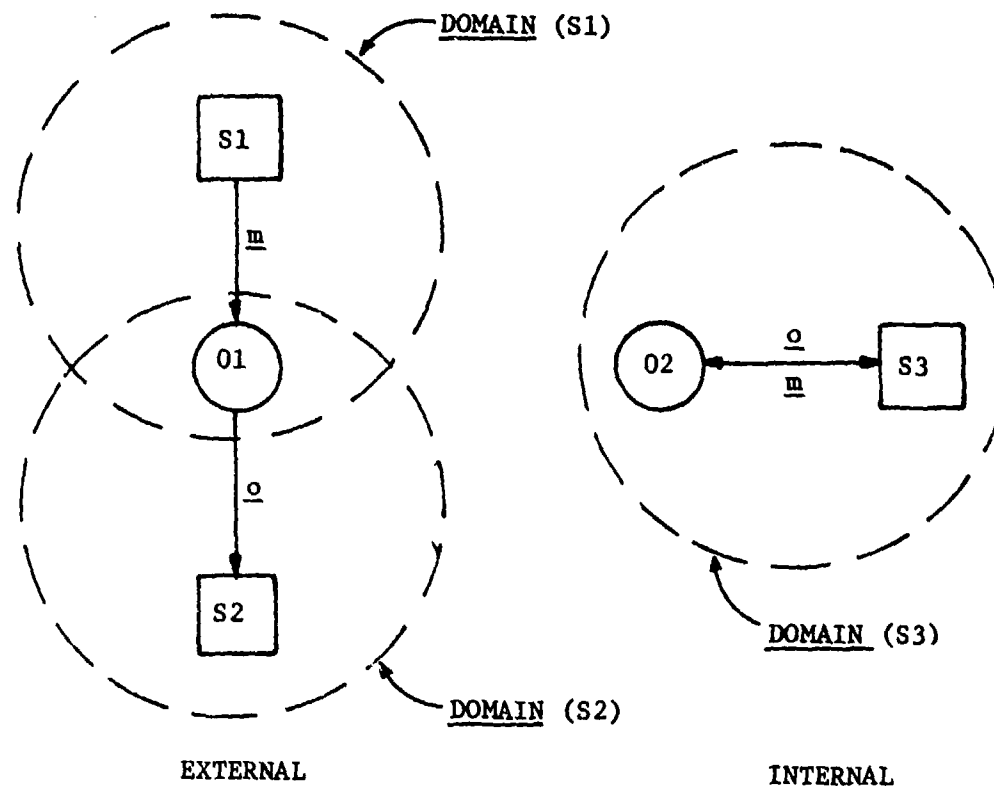 DOMAIN (S1)
S1
m
O1
o
S2
DOMAIN (S2)
EXTERNAL
O2
o
m
S3
DOMAIN (S3)
INTERNAL